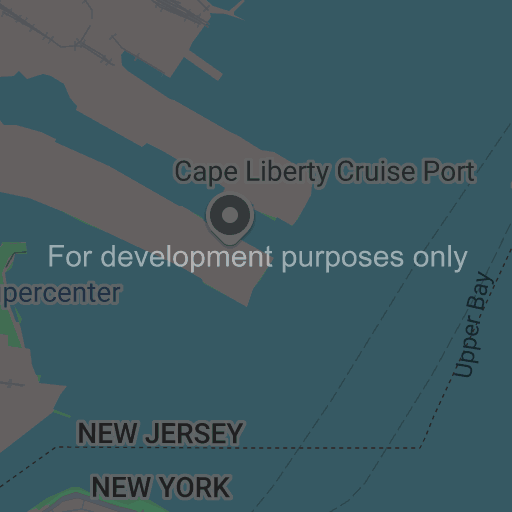 Cape Liberty Cruise Port
For development purposes only
percenter
Upper Bay
NEW JERSEY
NEW YORK